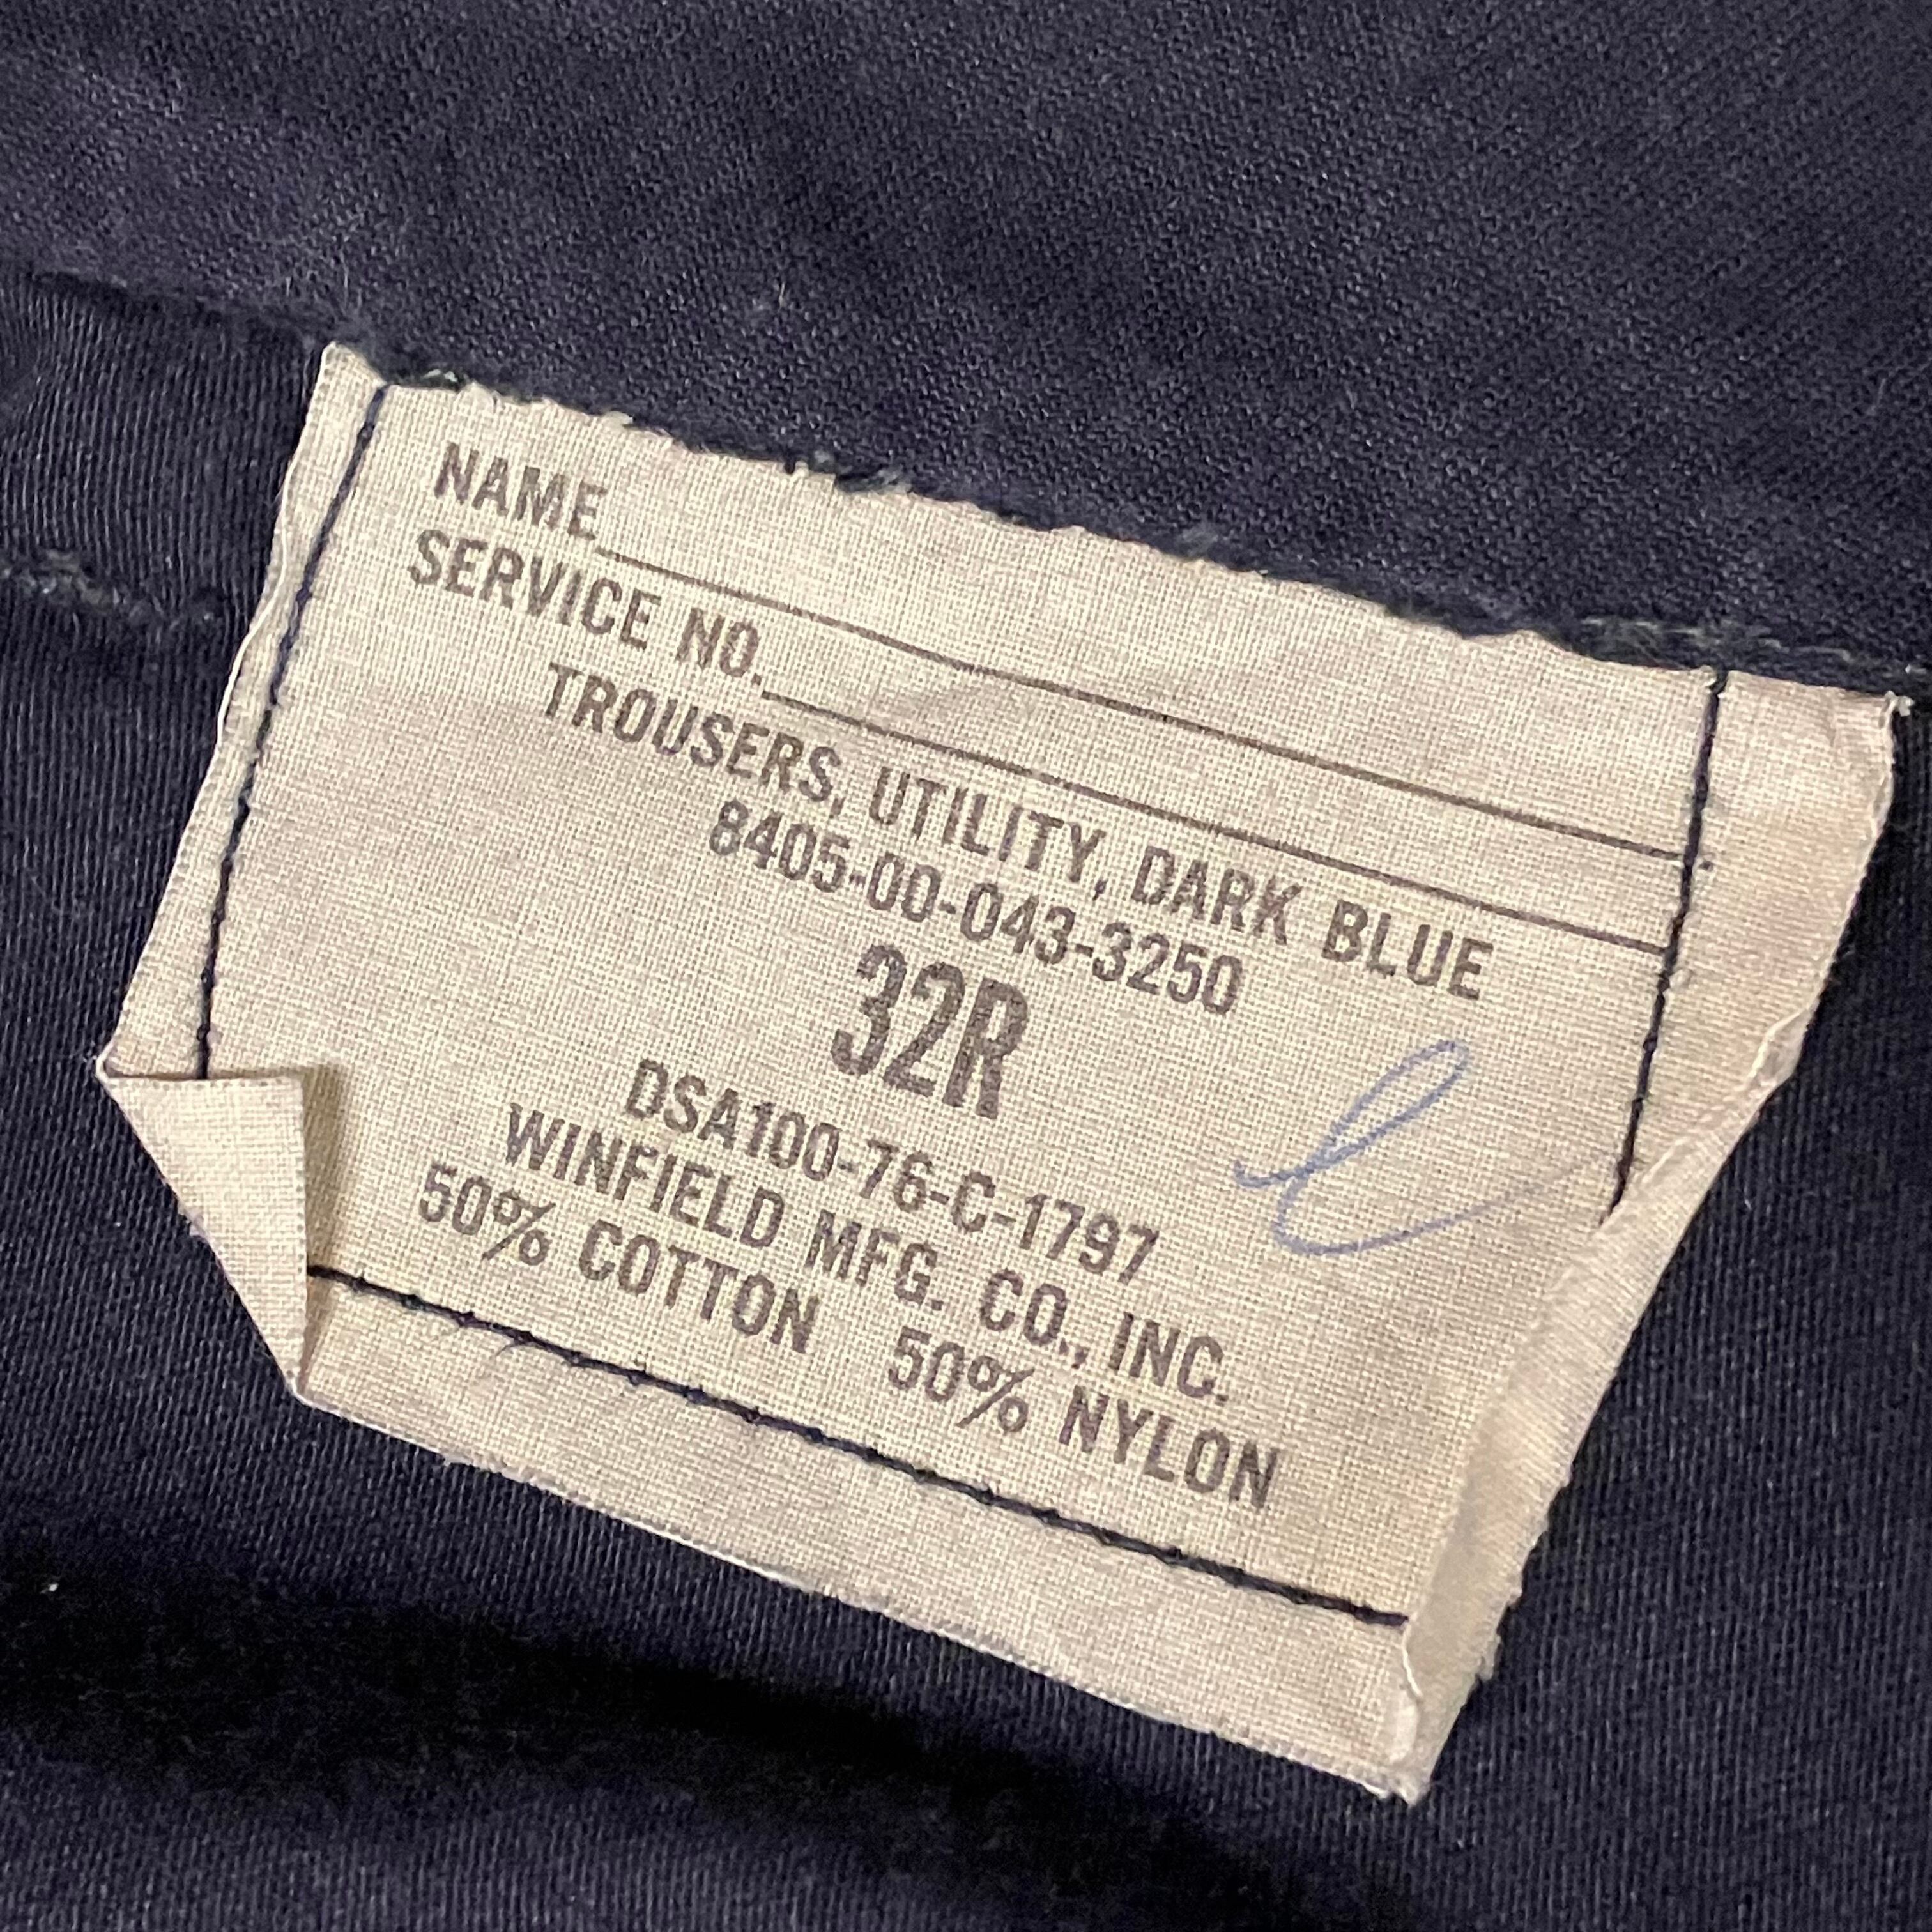 NAME
SERVICE NO.
TROUSERS, UTILITY, DARK BLUE
8405-00-043-3250
32R
DSA100-76-C-1797
WINFIELD MFG. CO., INC.
50% COTTON 50% NYLON